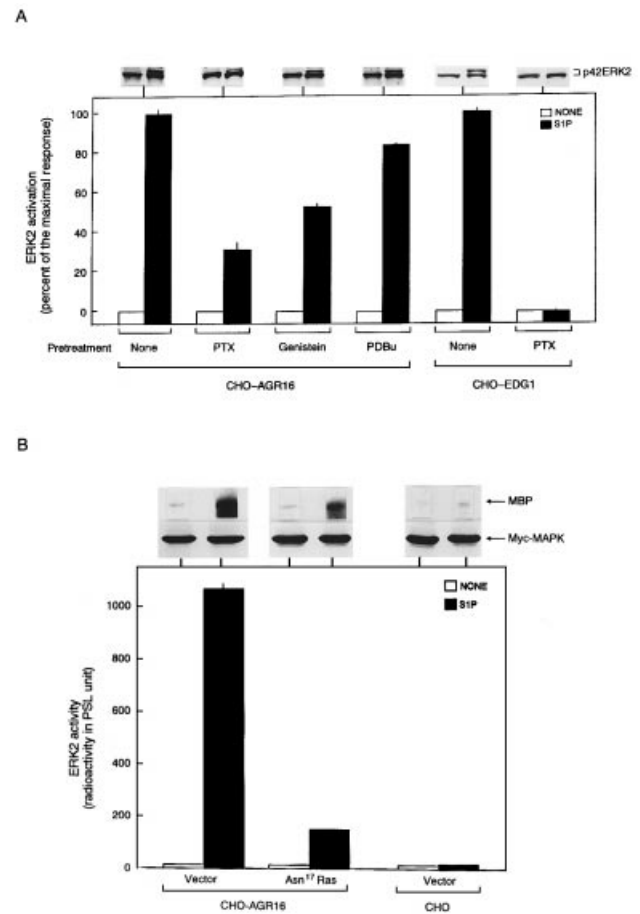 A
p42ERK2
NONE
S1P
ERK2 activation
(percent of the maximal response)
100
80
60
40
20
0
Pretreatment None PTX Genistein PDBu None PTX
CHO–AGR16 CHO–EDG1
B
MBP
Myc-MAPK
NONE
S1P
ERK2 activity
(radioactivity in PSL unit)
1000
800
600
400
200
0
Vector Asn17 Ras Vector
CHO-AGR16 CHO